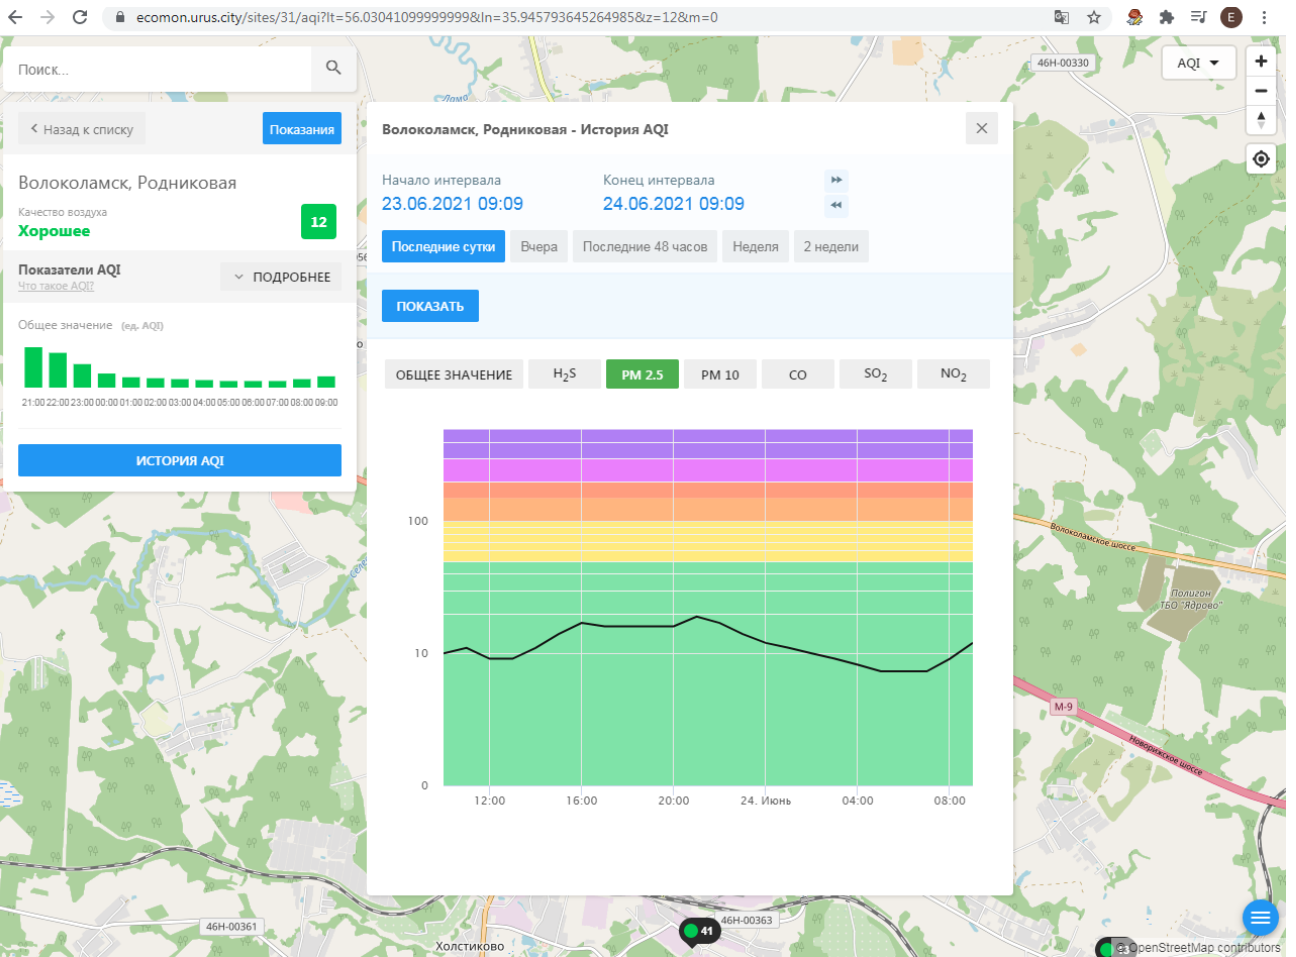 ecomon.urus.city/sites/31/aqi?lt=56.03041099999999&ln=35.945793645264985&z=12&m=0
E
Поиск...
46Н-00330
AQI
Лама
Назад к списку
Показания
Волоколамск, Родниковая
Качество воздуха
Хорошее
12
Показатели AQI
Что такое AQI?
ПОДРОБНЕЕ
Общее значение (ед. AQI)
21:00 22:00 23:00 00:00 01:00 02:00 03:00 04:00 05:00 06:00 07:00 08:00 09:00
ИСТОРИЯ AQI
Волоколамск, Родниковая - История AQI
Начало интервала
Конец интервала
23.06.2021 09:09
24.06.2021 09:09
Последние сутки
Вчера
Последние 48 часов
Неделя
2 недели
ПОКАЗАТЬ
ОБЩЕЕ ЗНАЧЕНИЕ
H2S
PM 2.5
PM 10
CO
SO2
NO2
100
10
0
12:00
16:00
20:00
24. Июнь
04:00
08:00
Волоколамское шоссе
Полигон
ТБО "Ядрово"
М-9
Новорижское шоссе
46Н-00361
Холстиково
41
46Н-00363
© OpenStreetMap contributors